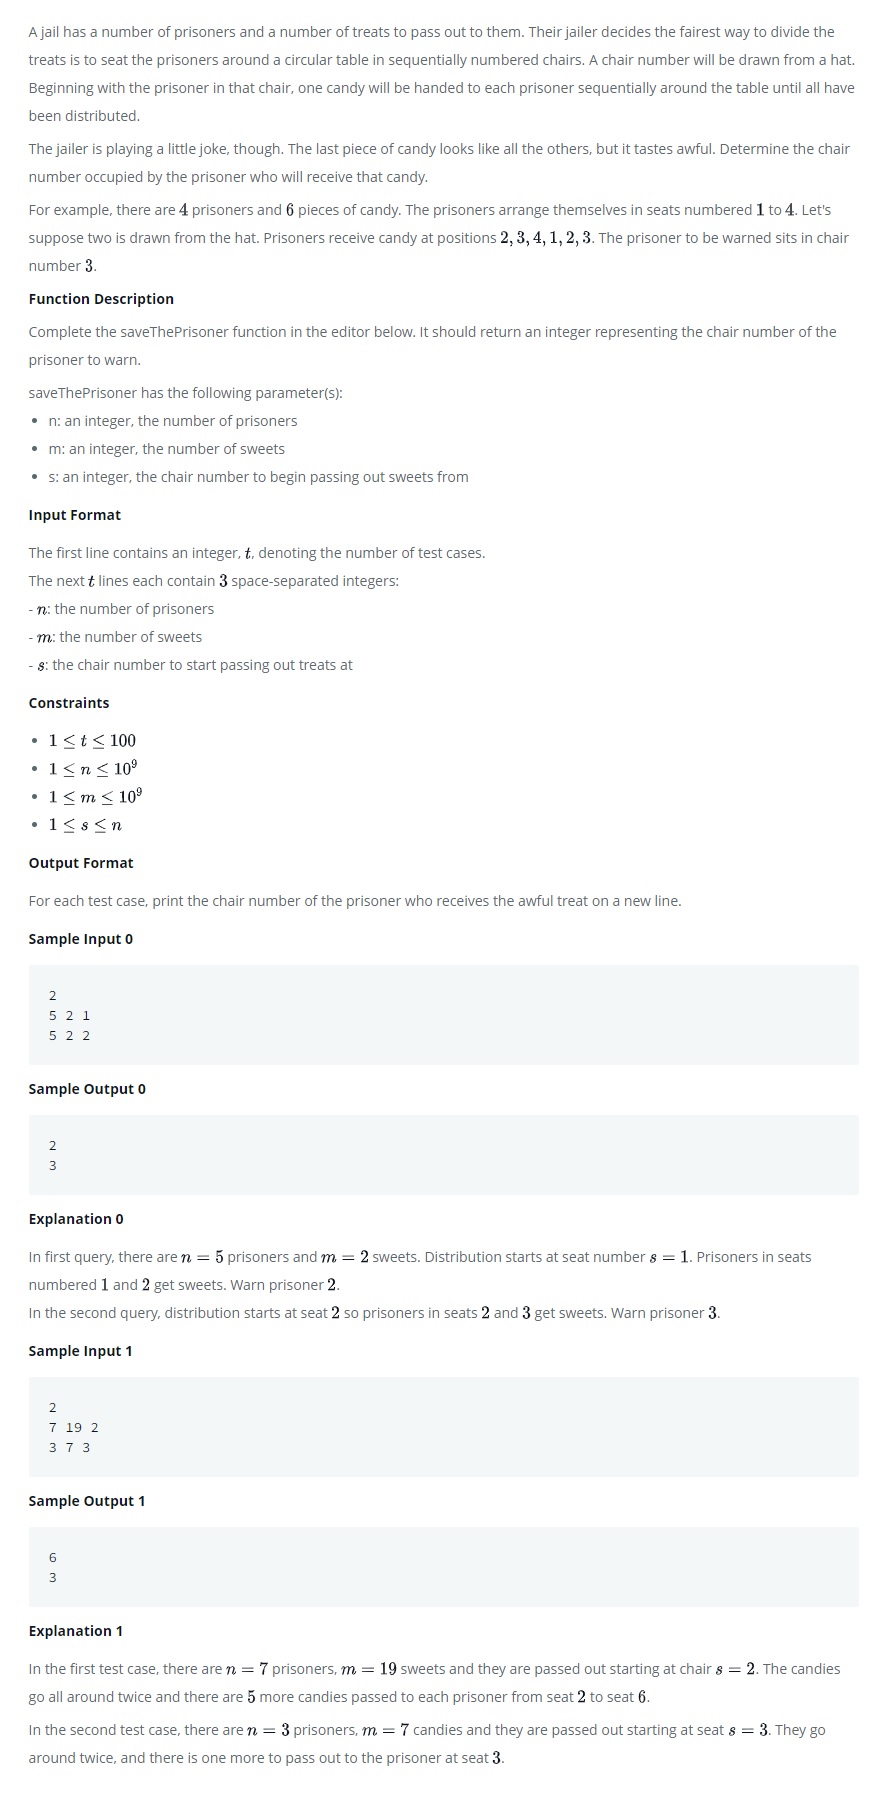 A jail has a number of prisoners and a number of treats to pass out to them. Their jailer decides the fairest way to divide the
treats is to seat the prisoners around a circular table in sequentially numbered chairs. A chair number will be drawn from a hat.
Beginning with the prisoner in that chair, one candy will be handed to each prisoner sequentially around the table until all have
been distributed.
The jailer is playing a little joke, though. The last piece of candy looks like all the others, but it tastes awful. Determine the chair
number occupied by the prisoner who will receive that candy.
For example, there are 4 prisoners and 6 pieces of candy. The prisoners arrange themselves in seats numbered 1 to 4. Let's
suppose two is drawn from the hat. Prisoners receive candy at positions 2, 3, 4, 1, 2, 3. The prisoner to be warned sits in chair
number 3.
Function Description
Complete the saveThePrisoner function in the editor below. It should return an integer representing the chair number of the
prisoner to warn.
saveThePrisoner has the following parameter(s):
• n: an integer, the number of prisoners
• m: an integer, the number of sweets
• s: an integer, the chair number to begin passing out sweets from
Input Format
The first line contains an integer, t, denoting the number of test cases.
The next t lines each contain 3 space-separated integers:
- n: the number of prisoners
- m: the number of sweets
- s: the chair number to start passing out treats at
Constraints
• 1 ≤ t ≤ 100
• 1 ≤ n ≤ 10⁹
• 1 ≤ m ≤ 10⁹
• 1 ≤ s ≤ n
Output Format
For each test case, print the chair number of the prisoner who receives the awful treat on a new line.
Sample Input 0
2
5 2 1
5 2 2
Sample Output 0
2
3
Explanation 0
In first query, there are n = 5 prisoners and m = 2 sweets. Distribution starts at seat number s = 1. Prisoners in seats
numbered 1 and 2 get sweets. Warn prisoner 2.
In the second query, distribution starts at seat 2 so prisoners in seats 2 and 3 get sweets. Warn prisoner 3.
Sample Input 1
2
7 19 2
3 7 3
Sample Output 1
6
3
Explanation 1
In the first test case, there are n = 7 prisoners, m = 19 sweets and they are passed out starting at chair s = 2. The candies
go all around twice and there are 5 more candies passed to each prisoner from seat 2 to seat 6.
In the second test case, there are n = 3 prisoners, m = 7 candies and they are passed out starting at seat s = 3. They go
around twice, and there is one more to pass out to the prisoner at seat 3.